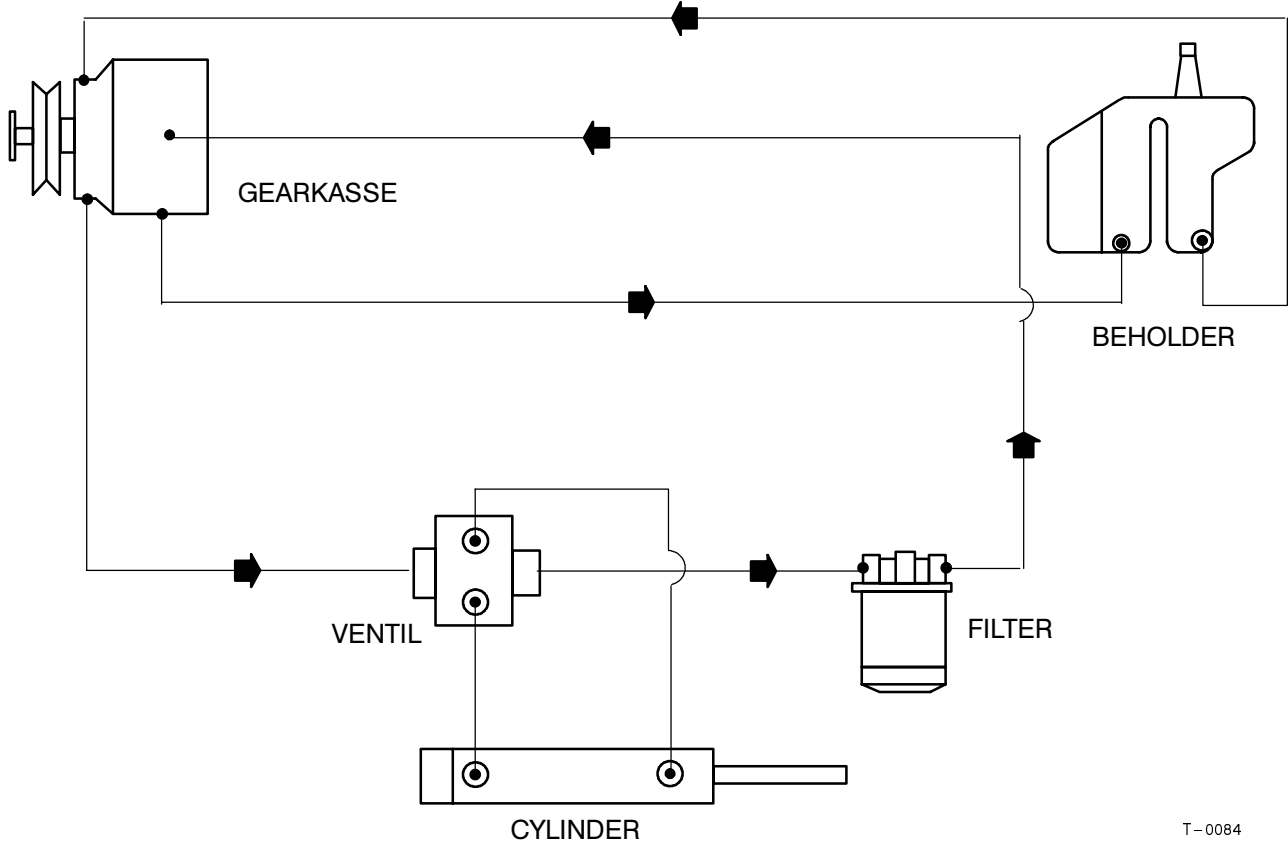 GEARKASSE
BEHOLDER
VENTIL
FILTER
CYLINDER
T-0084